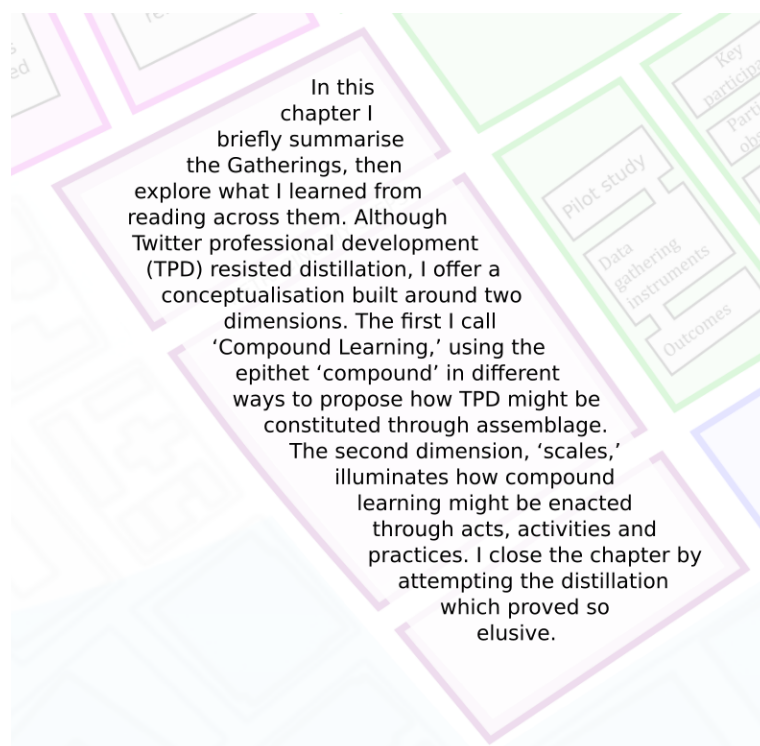 In this
chapter I
briefly summarise
the Gatherings, then
explore what I learned from
reading across them. Although
Twitter professional development
(TPD) resisted distillation, I offer a
conceptualisation built around two
dimensions. The first I call
‘Compound Learning,’ using the
epithet ‘compound’ in different
ways to propose how TPD might be
constituted through assemblage.
The second dimension, ‘scales,’
illuminates how compound
learning might be enacted
through acts, activities and
practices. I close the chapter by
attempting the distillation
which proved so
elusive.
Pilot study
Data
gathering
instruments
Outcomes
Key